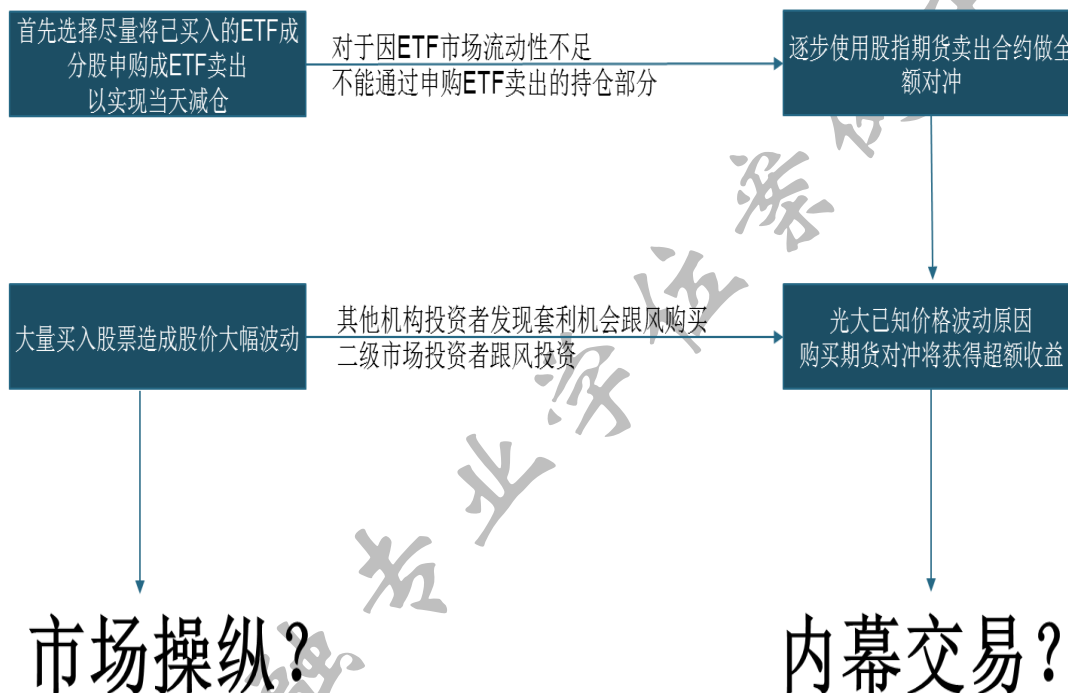 首先选择尽量将已买入的ETF成
分股申购成ETF卖出
以实现当天减仓
对于因ETF市场流动性不足
不能通过申购ETF卖出的持仓部分
逐步使用股指期货卖出合约做全
额对冲
大量买入股票造成股价大幅波动
其他机构投资者发现套利机会跟风购买
二级市场投资者跟风投资
光大已知价格波动原因
购买期货对冲将获得超额收益
市场操纵？
内幕交易？
专业学位案